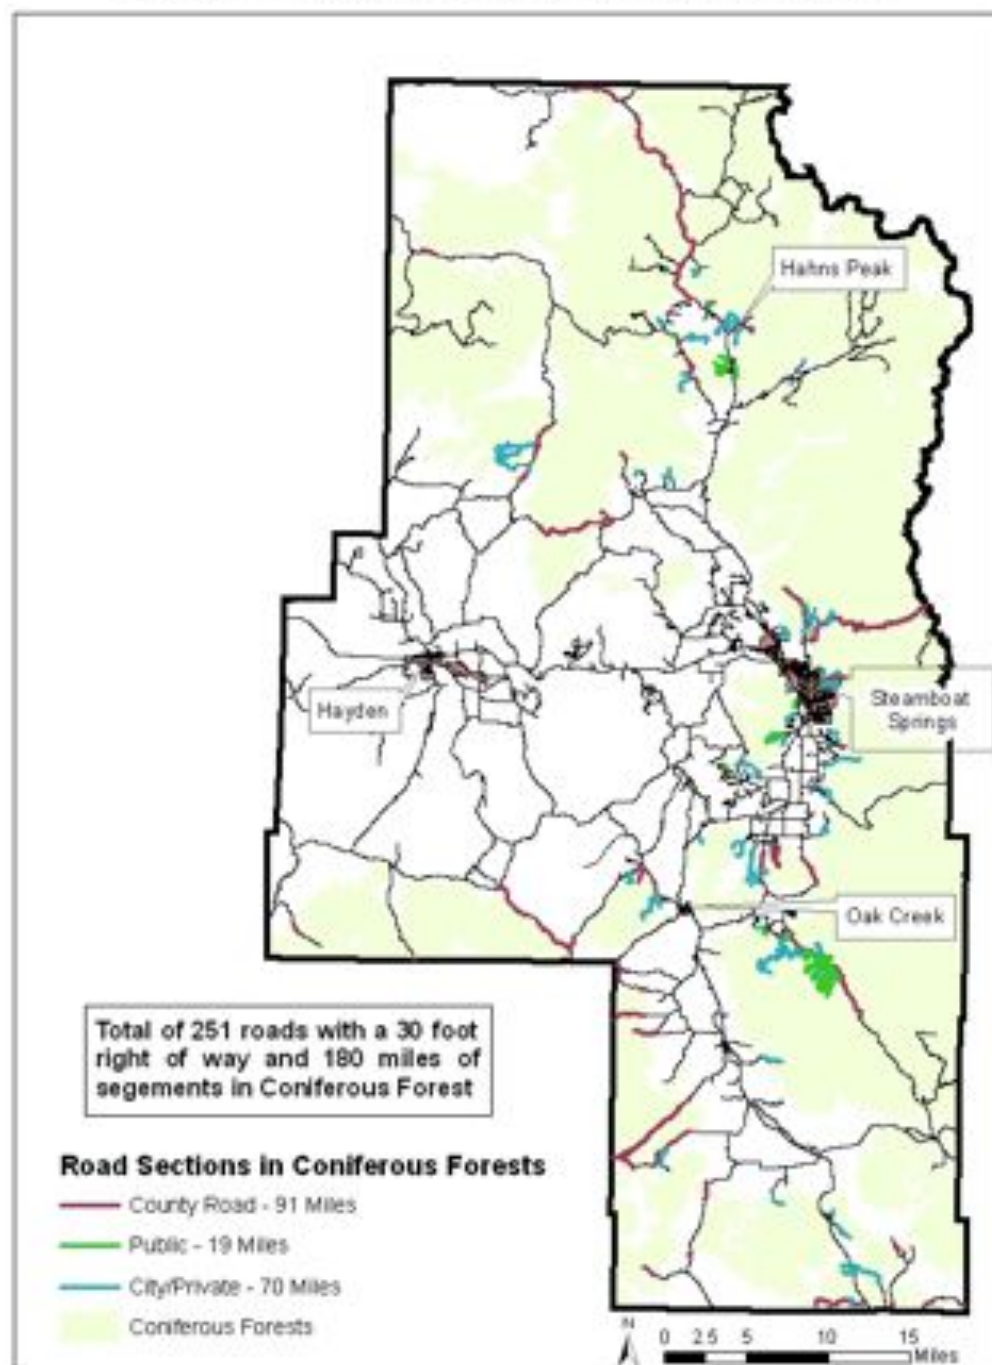 Hahns Peak
Hayden
Steamboat
Springs
Oak Creek
Total of 251 roads with a 30 foot
right of way and 180 miles of
segements in Coniferous Forest
Road Sections in Coniferous Forests
County Road - 91 Miles
Public - 19 Miles
City/Private - 70 Miles
Coniferous Forests
N
0 2.5 5 10 15
Miles